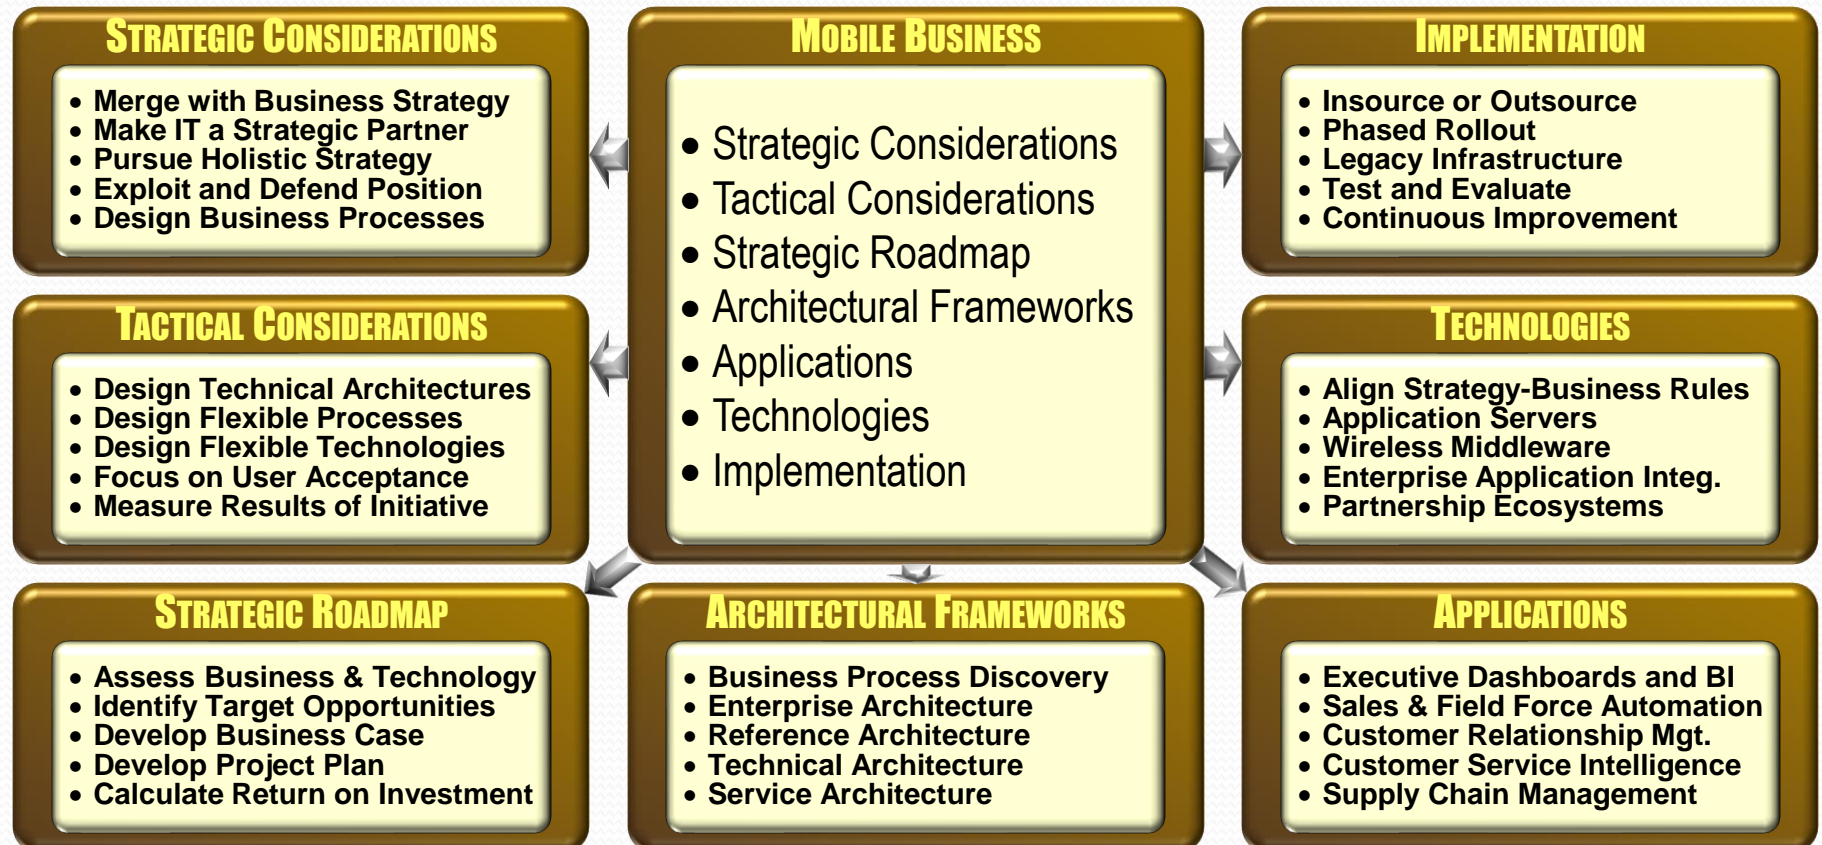 STRATEGIC CONSIDERATIONS
• Merge with Business Strategy
• Make IT a Strategic Partner
• Pursue Holistic Strategy
• Exploit and Defend Position
• Design Business Processes
MOBILE BUSINESS
• Strategic Considerations
• Tactical Considerations
• Strategic Roadmap
• Architectural Frameworks
• Applications
• Technologies
• Implementation
IMPLEMENTATION
• Insource or Outsource
• Phased Rollout
• Legacy Infrastructure
• Test and Evaluate
• Continuous Improvement
TACTICAL CONSIDERATIONS
• Design Technical Architectures
• Design Flexible Processes
• Design Flexible Technologies
• Focus on User Acceptance
• Measure Results of Initiative
TECHNOLOGIES
• Align Strategy-Business Rules
• Application Servers
• Wireless Middleware
• Enterprise Application Integ.
• Partnership Ecosystems
STRATEGIC ROADMAP
• Assess Business & Technology
• Identify Target Opportunities
• Develop Business Case
• Develop Project Plan
• Calculate Return on Investment
ARCHITECTURAL FRAMEWORKS
• Business Process Discovery
• Enterprise Architecture
• Reference Architecture
• Technical Architecture
• Service Architecture
APPLICATIONS
• Executive Dashboards and BI
• Sales & Field Force Automation
• Customer Relationship Mgt.
• Customer Service Intelligence
• Supply Chain Management